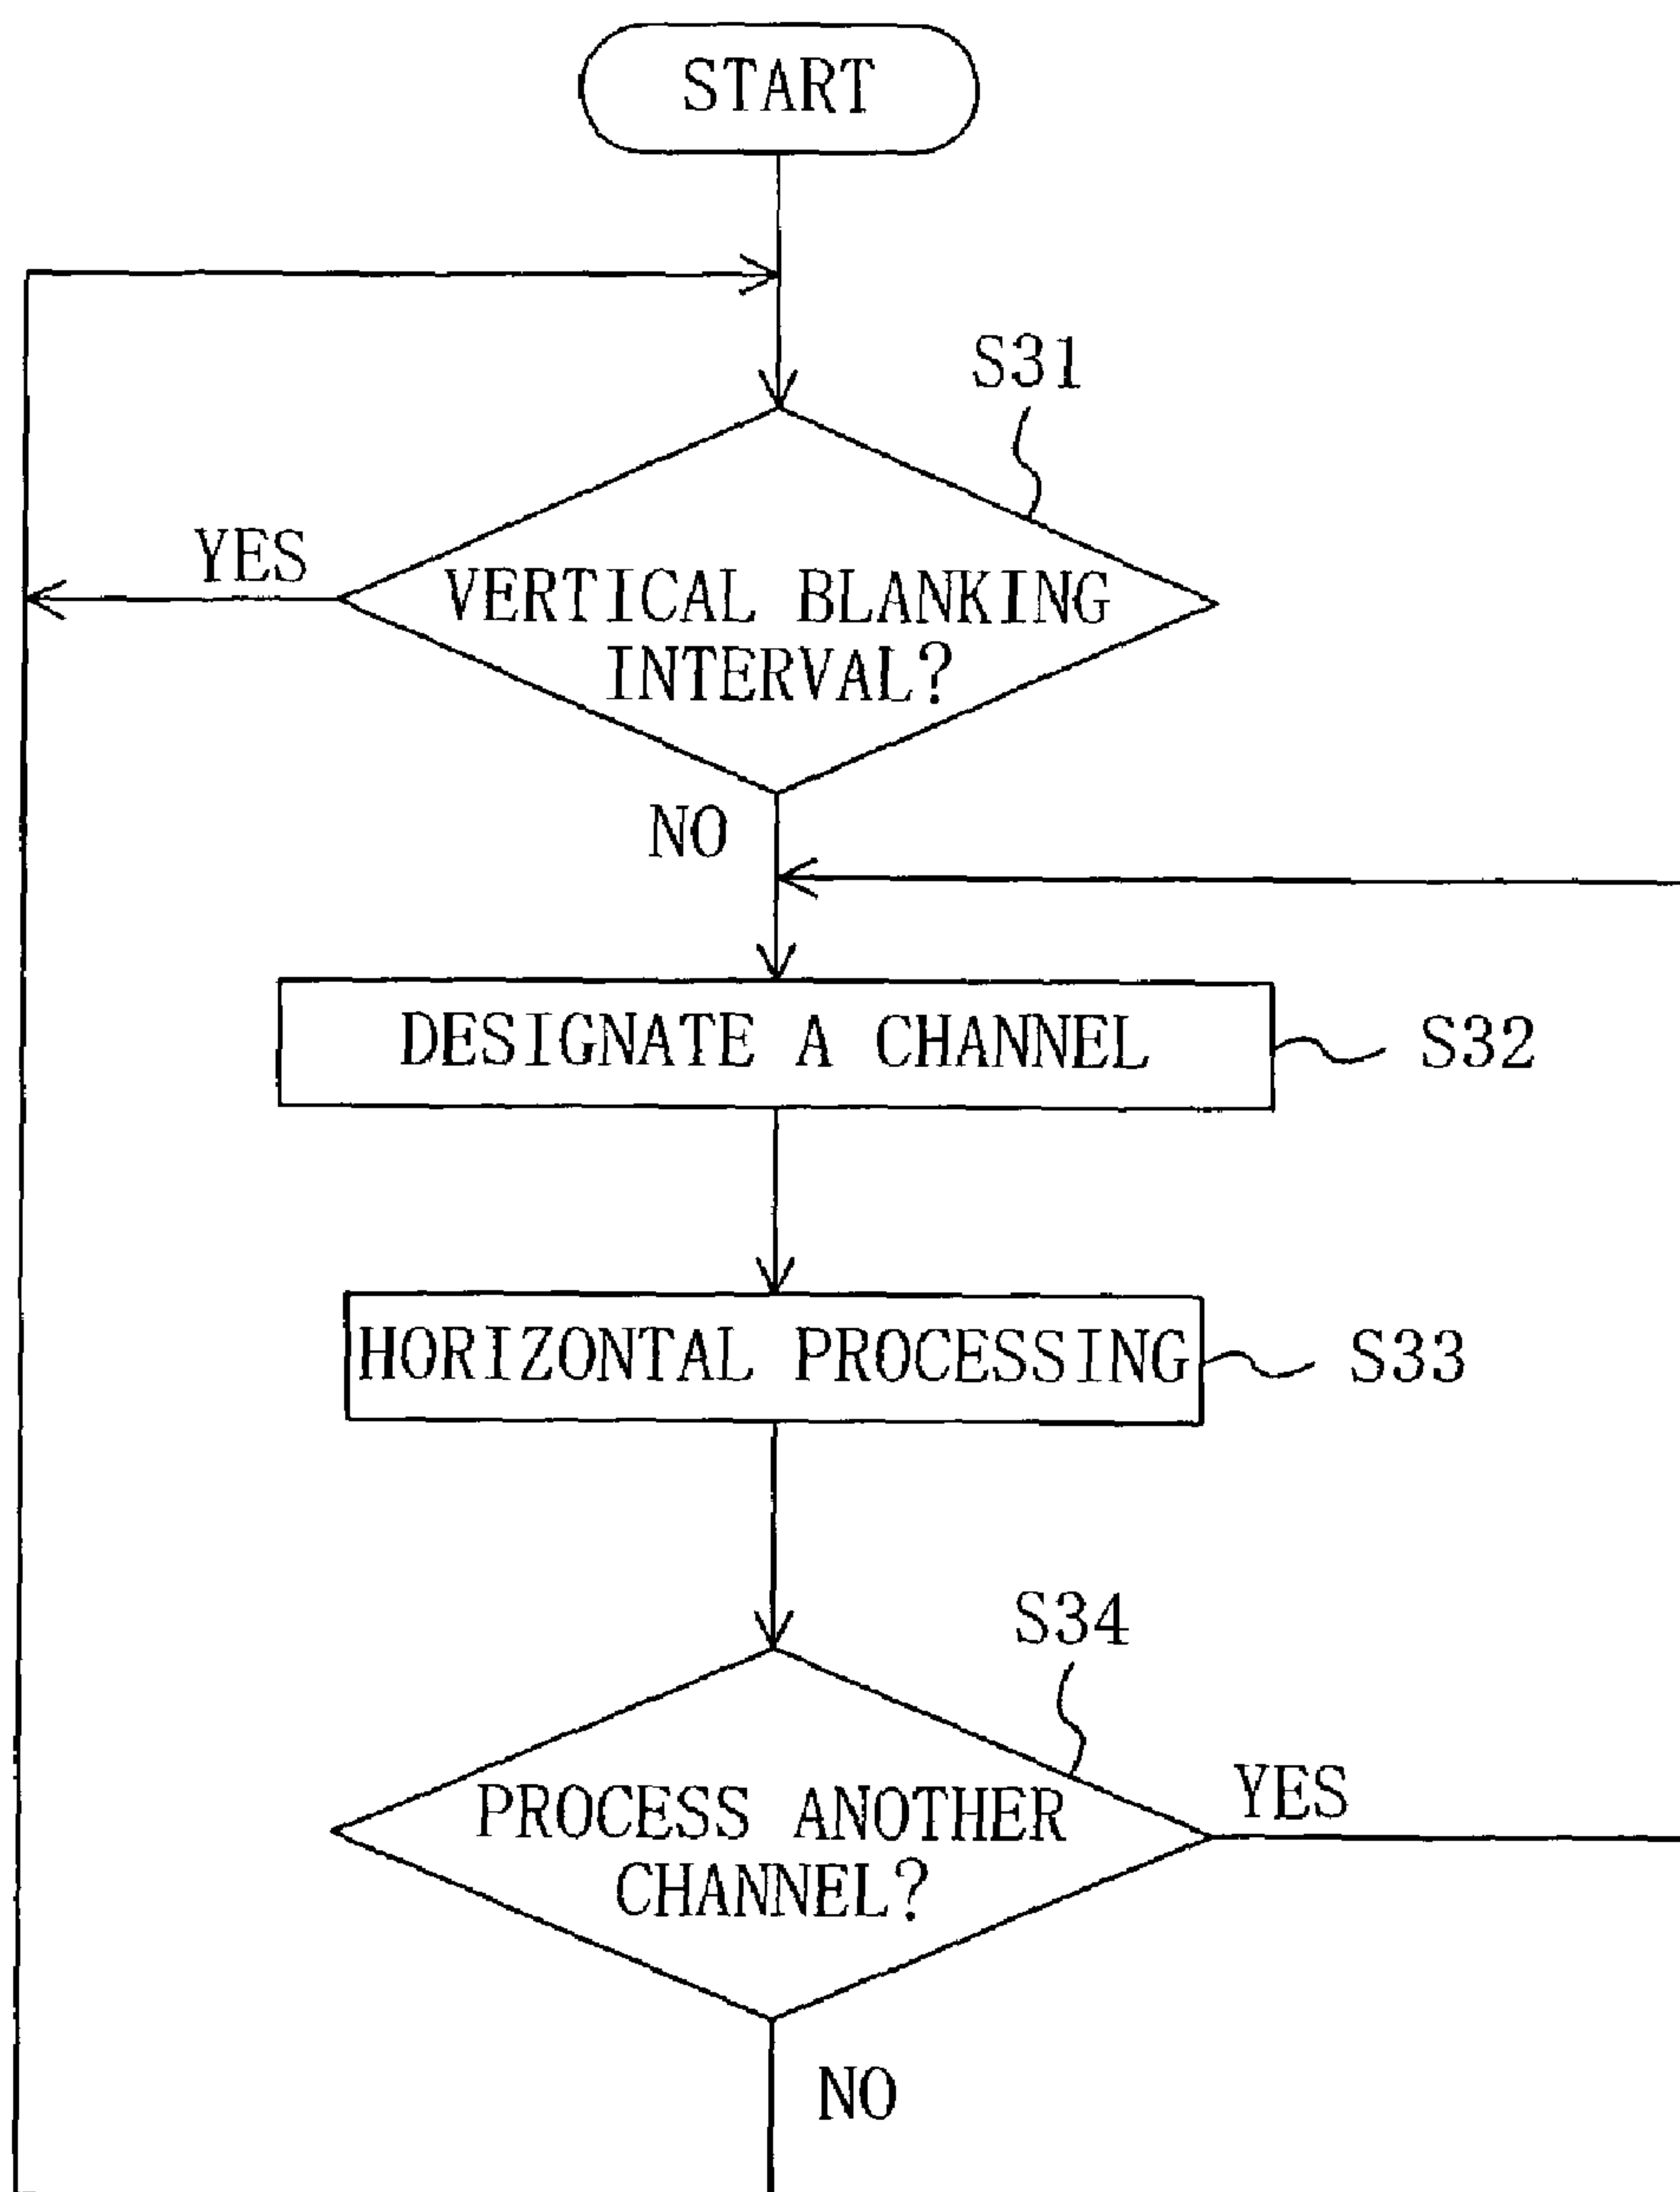 START
S31
YES
VERTICAL BLANKING
INTERVAL?
NO
DESIGNATE A CHANNEL
S32
HORIZONTAL PROCESSING
S33
S34
YES
PROCESS ANOTHER
CHANNEL?
NO